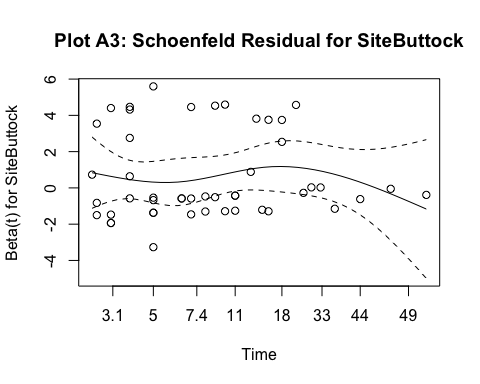 Plot A3: Schoenfeld Residual for SiteButtock
Beta(t) for SiteButtock
6
4
2
0
-2
-4
3.1 5 7.4 11 18 33 44 49
Time